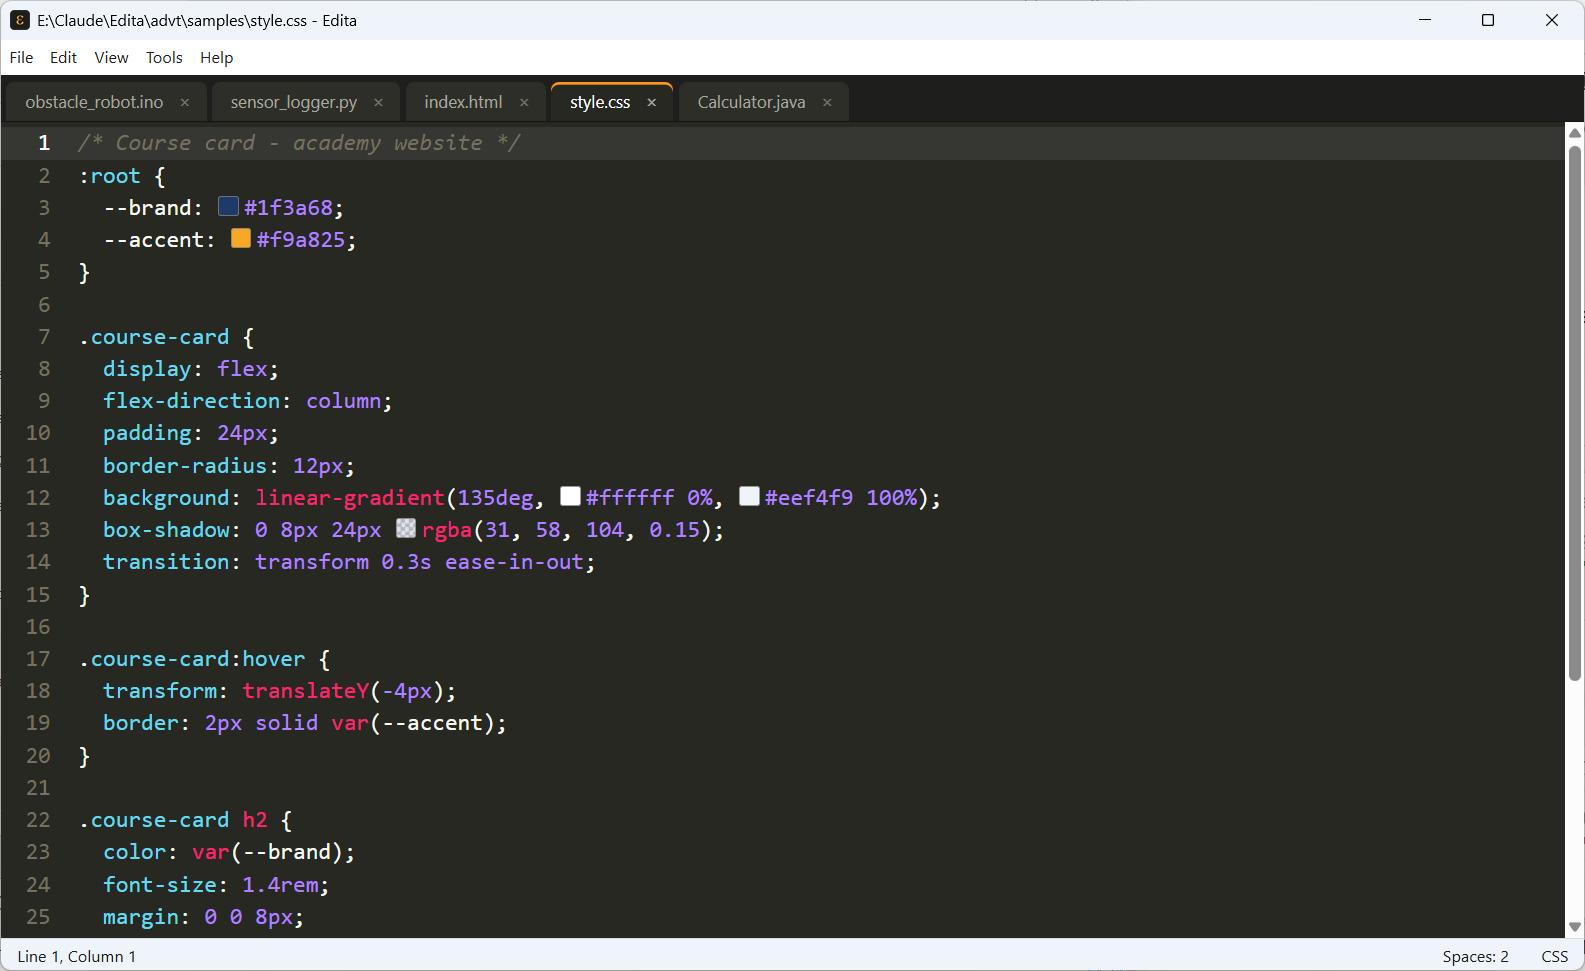 E:\Claude\Edita\advt\samples\style.css - Edita
File Edit View Tools Help
obstacle_robot.ino × sensor_logger.py × index.html × style.css × Calculator.java ×
1 /* Course card - academy website */
2 :root {
3   --brand: #1f3a68;
4   --accent: #f9a825;
5 }
6
7 .course-card {
8   display: flex;
9   flex-direction: column;
10   padding: 24px;
11   border-radius: 12px;
12   background: linear-gradient(135deg, #ffffff 0%, #eef4f9 100%);
13   box-shadow: 0 8px 24px rgba(31, 58, 104, 0.15);
14   transition: transform 0.3s ease-in-out;
15 }
16
17 .course-card:hover {
18   transform: translateY(-4px);
19   border: 2px solid var(--accent);
20 }
21
22 .course-card h2 {
23   color: var(--brand);
24   font-size: 1.4rem;
25   margin: 0 0 8px;
Line 1, Column 1 Spaces: 2 CSS